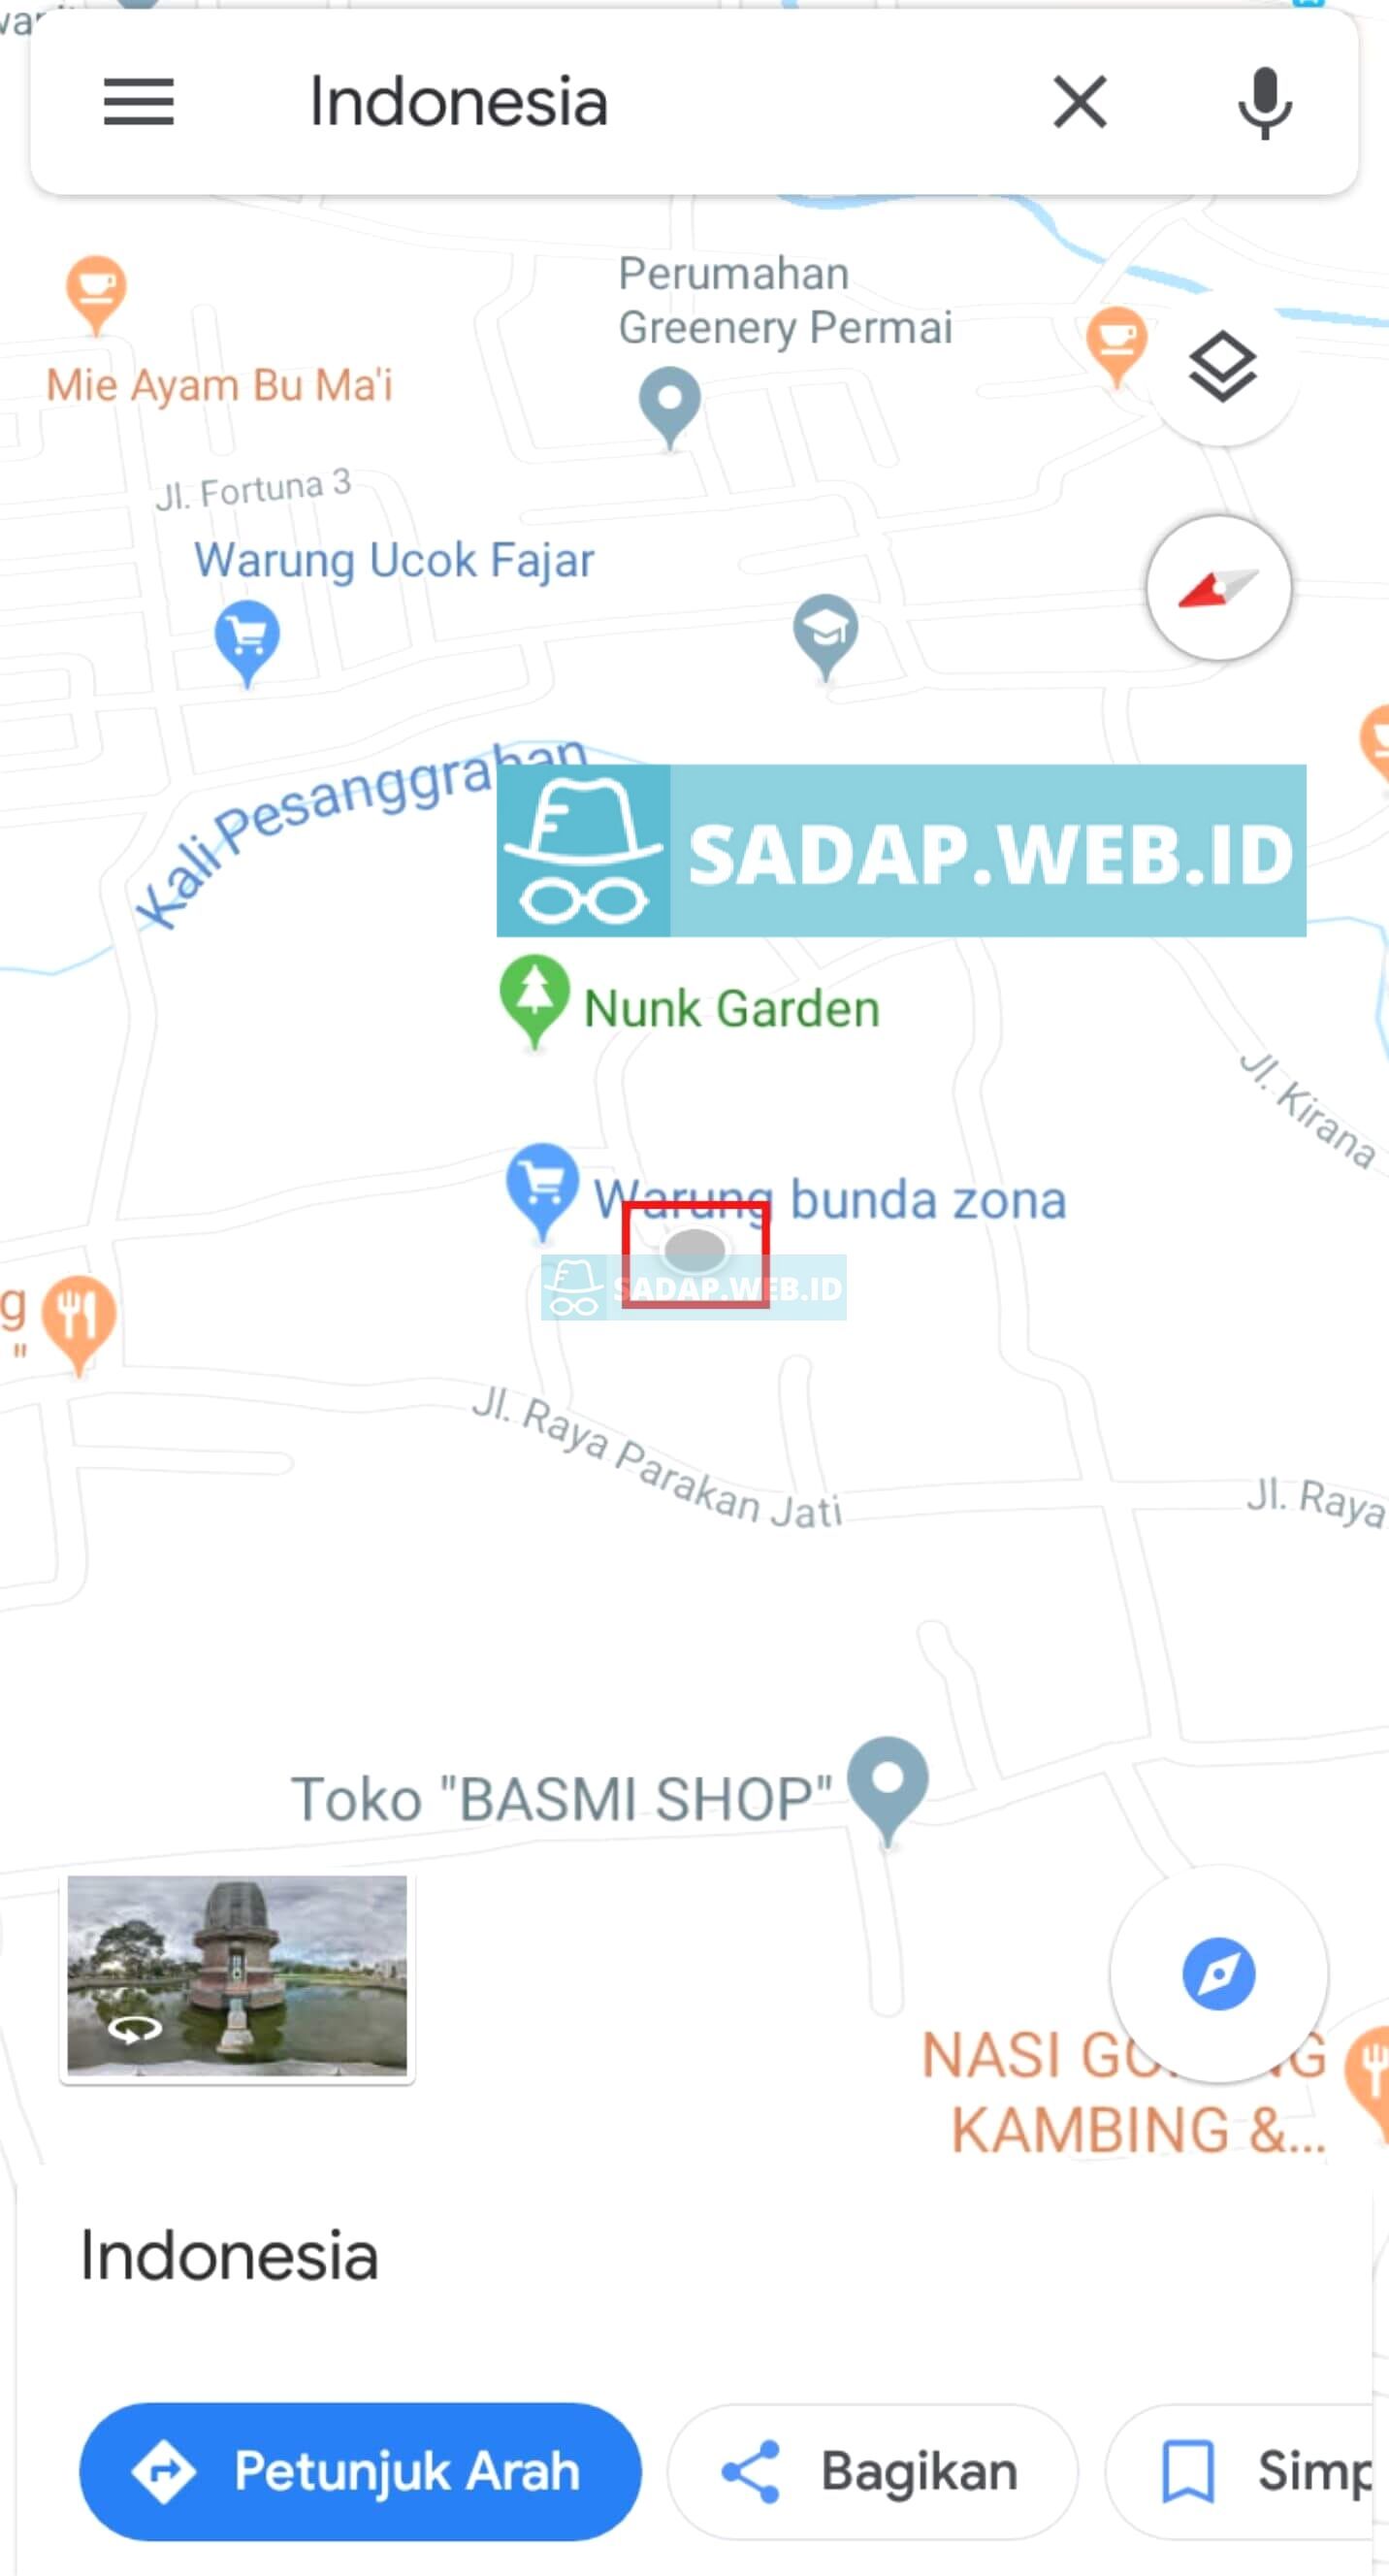 Indonesia
Perumahan
Greenery Permai
Mie Ayam Bu Ma'i
Jl. Fortuna 3
Warung Ucok Fajar
Kali Pesanggrahan
SADAP.WEB.ID
Nunk Garden
Jl. Kirana
Warung bunda zona
SADAP.WEB.ID
g
"
Jl. Raya Parakan Jati
Jl. Raya
Toko "BASMI SHOP"
NASI
KAMBING &...
Indonesia
Petunjuk Arah
Bagikan
Simp